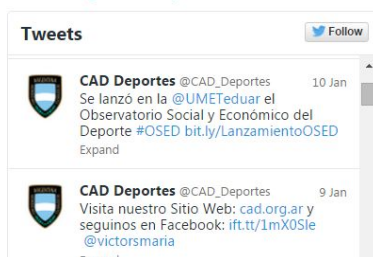 Tweets
Follow
CAD Deportes @CAD_Deportes 10 Jan
Se lanzó en la @UMETeduar el
Observatorio Social y Económico del
Deporte #OSED bit.ly/LanzamientoOSED
Expand
CAD Deportes @CAD_Deportes 9 Jan
Visita nuestro Sitio Web: cad.org.ar y
seguinos en Facebook: ift.tt/1mX0Sle
@victorsmaria